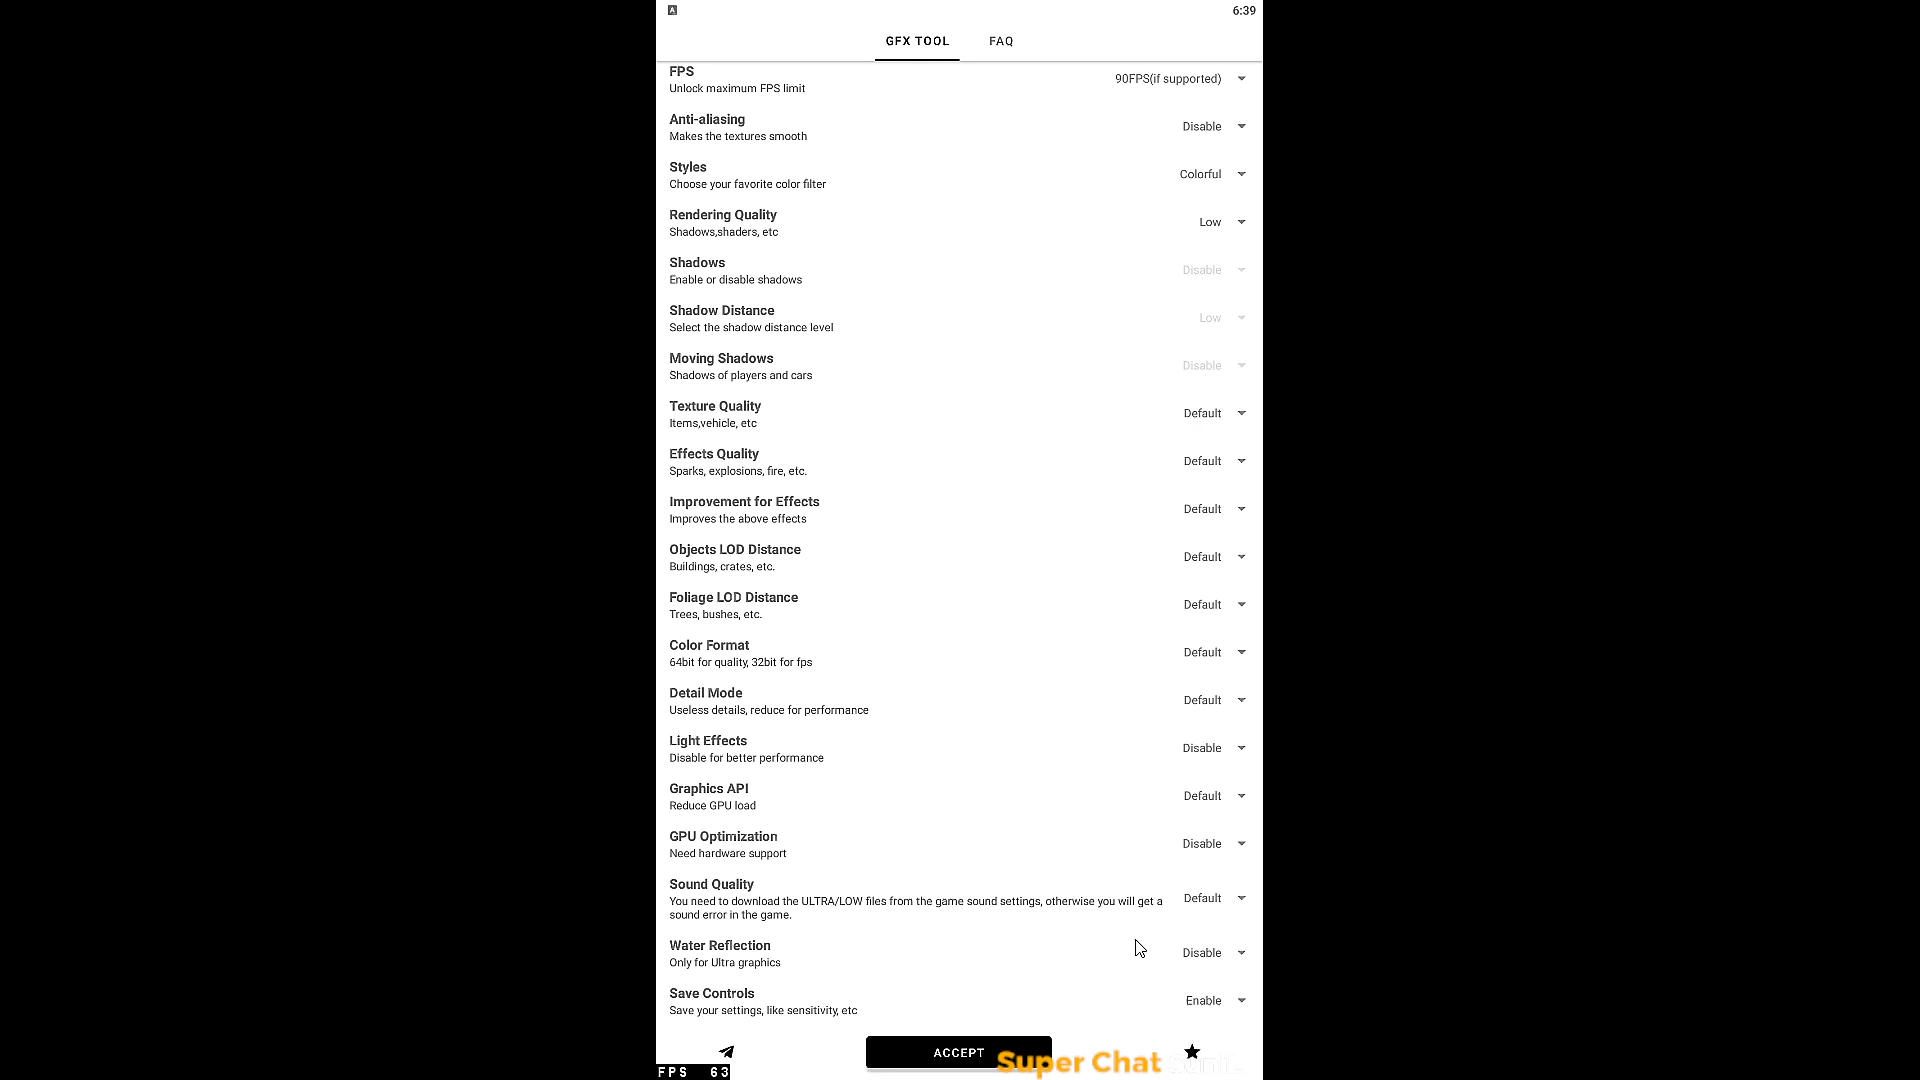 A
6:39
GFX TOOL
FAQ
FPS
Unlock maximum FPS limit
90FPS(if supported)
Anti-aliasing
Makes the textures smooth
Disable
Styles
Choose your favorite color filter
Colorful
Rendering Quality
Shadows,shaders, etc
Low
Shadows
Enable or disable shadows
Disable
Shadow Distance
Select the shadow distance level
Low
Moving Shadows
Shadows of players and cars
Disable
Texture Quality
Items,vehicle, etc
Default
Effects Quality
Sparks, explosions, fire, etc.
Default
Improvement for Effects
Improves the above effects
Default
Objects LOD Distance
Buildings, crates, etc.
Default
Foliage LOD Distance
Trees, bushes, etc.
Default
Color Format
64bit for quality, 32bit for fps
Default
Detail Mode
Useless details, reduce for performance
Default
Light Effects
Disable for better performance
Disable
Graphics API
Reduce GPU load
Default
GPU Optimization
Need hardware support
Disable
Sound Quality
You need to download the ULTRA/LOW files from the game sound settings, otherwise you will get a
sound error in the game.
Default
Water Reflection
Only for Ultra graphics
Disable
Save Controls
Save your settings, like sensitivity, etc
Enable
ACCEPT
Super Chat
FPS 63